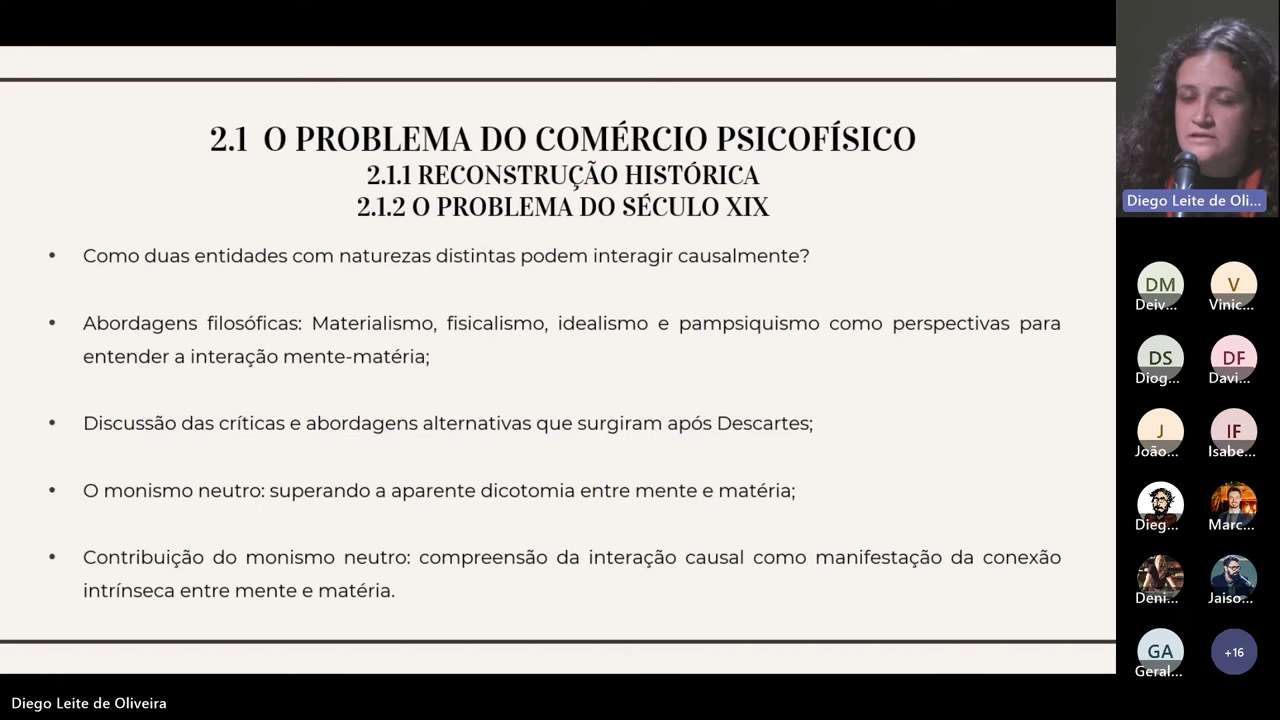 2.1 O PROBLEMA DO COMÉRCIO PSICOFÍSICO
2.1.1 RECONSTRUÇÃO HISTÓRICA
2.1.2 O PROBLEMA DO SÉCULO XIX
• Como duas entidades com naturezas distintas podem interagir causalmente?
• Abordagens filosóficas: Materialismo, fisicalismo, idealismo e pampsiquismo como perspectivas para
entender a interação mente-matéria;
• Discussão das críticas e abordagens alternativas que surgiram após Descartes;
• O monismo neutro: superando a aparente dicotomia entre mente e matéria;
• Contribuição do monismo neutro: compreensão da interação causal como manifestação da conexão
intrínseca entre mente e matéria.
Diego Leite de Oli...
DM
V
Deiv...
Vinic...
DS
DF
Diog...
Davi...
J
IF
João...
Isabe...
Dieg...
Marc...
Deni...
Jaiso...
GA
+16
Geral...
Diego Leite de Oliveira